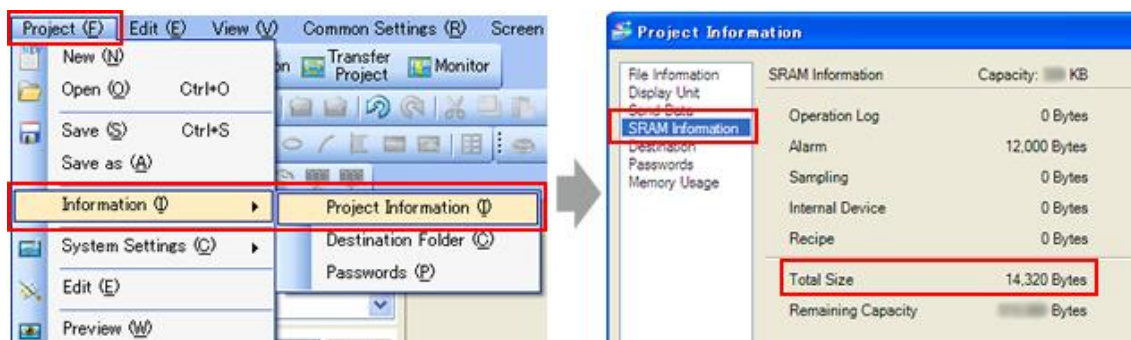 Project (F) Edit (E) View (V) Common Settings (R) Screen
New (N)
Open (O) Ctrl+O
Save (S) Ctrl+S
Save as (A)
Information (I)
System Settings (C)
Edit (E)
Preview (W)
Transfer
Project
Monitor
Project Information (I)
Destination Folder (C)
Passwords (P)
Project Information
File Information
Display Unit
Send Data
SRAM Information
Destination
Passwords
Memory Usage
SRAM Information Capacity: KB
Operation Log 0 Bytes
Alarm 12,000 Bytes
Sampling 0 Bytes
Internal Device 0 Bytes
Recipe 0 Bytes
Total Size 14,320 Bytes
Remaining Capacity Bytes